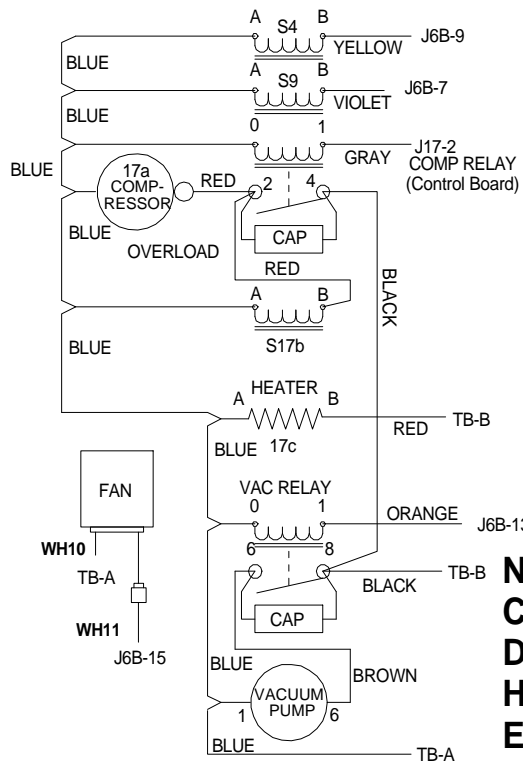 A S4 B
YELLOW J6B-9
BLUE
A S9 B
VIOLET J6B-7
BLUE
0 1
GRAY J17-2
COMP RELAY
(Control Board)
BLUE
17a
COMP-
RESSOR
RED 2 4
BLUE
OVERLOAD CAP
RED
BLACK
A B
S17b
BLUE
HEATER
A B
17c
RED TB-B
BLUE
FAN
WH10
TB-A
WH11
J6B-15
VAC RELAY
0 1
ORANGE J6B-13
6 8
BLACK TB-B
CAP
BLUE
BROWN
1 VACUUM
PUMP 6
BLUE TB-A
N
C
D
H
E